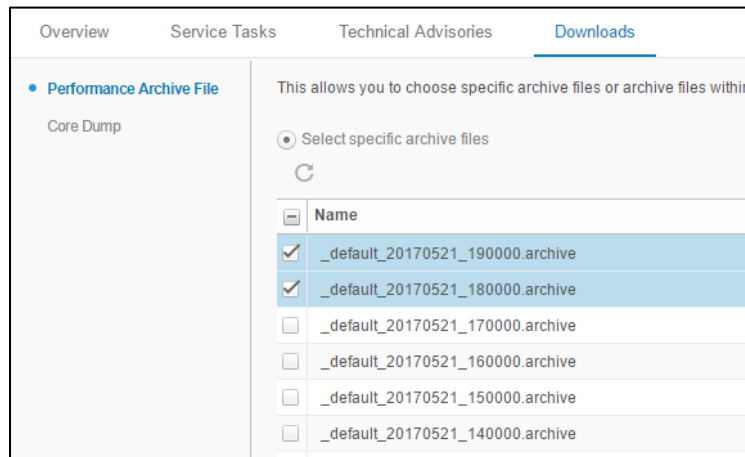 Overview Service Tasks Technical Advisories Downloads
Performance Archive File
Core Dump
This allows you to choose specific archive files or archive files
Select specific archive files
Name
_default_20170521_190000.archive
_default_20170521_180000.archive
_default_20170521_170000.archive
_default_20170521_160000.archive
_default_20170521_150000.archive
_default_20170521_140000.archive